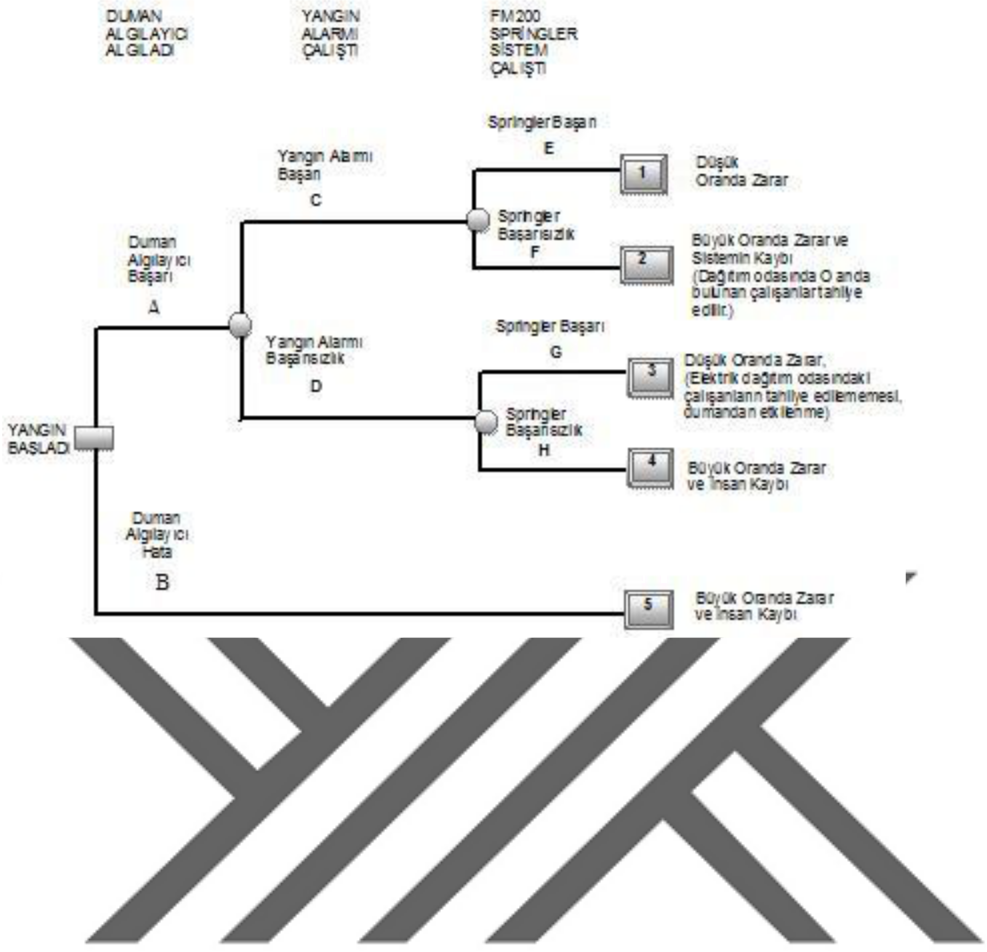 DUMAN
ALGILAYICI
ALGILADI
YANGIN
ALARMI
ÇALIŞTI
FM200
SPRİNGLER
SİSTEM
ÇALIŞTI
Springler Başarı
E
1
Düşük
Oranda Zarar
Yangın Alarmı
Başarı
C
Springler
Başarısızlık
F
2
Büyük Oranda Zarar ve
Sistemin Kaybı
(Dağıtım odasında O anda
bulunan çalışanlar tahliye
edilir.)
Duman
Algılayıcı
Başarı
A
Springler Başarı
G
3
Düşük Oranda Zarar,
(Elektrik dağıtım odasındaki
çalışanların tahliye edilememesi,
dumandan etkilenme)
Yangın Alarmı
Başarısızlık
D
Springler
Başarısızlık
H
4
Büyük Oranda Zarar
ve İnsan Kaybı
YANGIN
BAŞLADI
Duman
Algılayıcı
Hata
B
5
Büyük Oranda Zarar
ve İnsan Kaybı